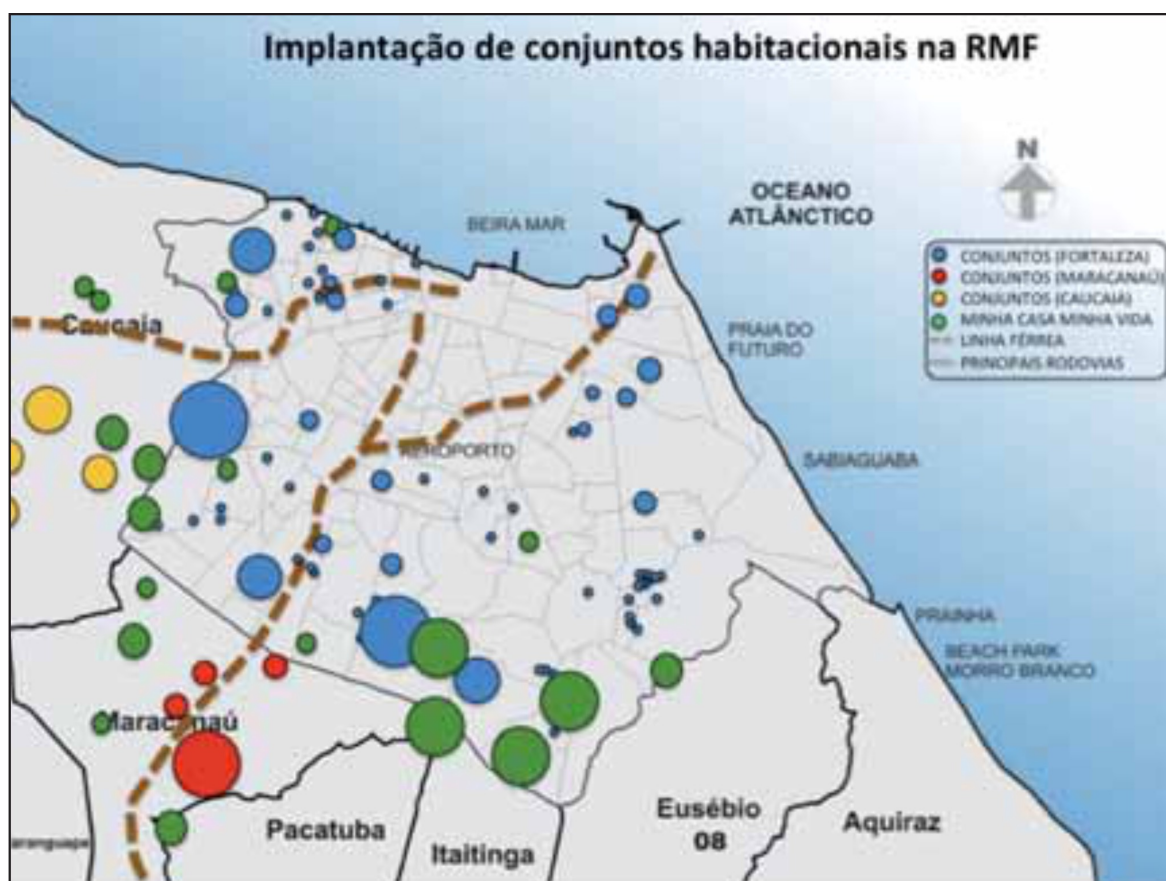 Implantação de conjuntos habitacionais na RMF
N
OCEANO
ATLÂNCTICO
BEIRA MAR
CONJUNTOS (FORTALEZA)
CONJUNTOS (MARACANAÚ)
CONJUNTOS (CAUCAIA)
MINHA CASA MINHA VIDA
LINHA FÉRREA
PRINCIPAIS RODOVIAS
Caucaia
PRAIA DO
FUTURO
AEROPORTO
SABIAGUABA
PRAINHA
BEACH PARK
MORRO BRANCO
Maracanaú
Pacatuba
Itaitinga
Eusébio
08
Aquiraz
aranguape